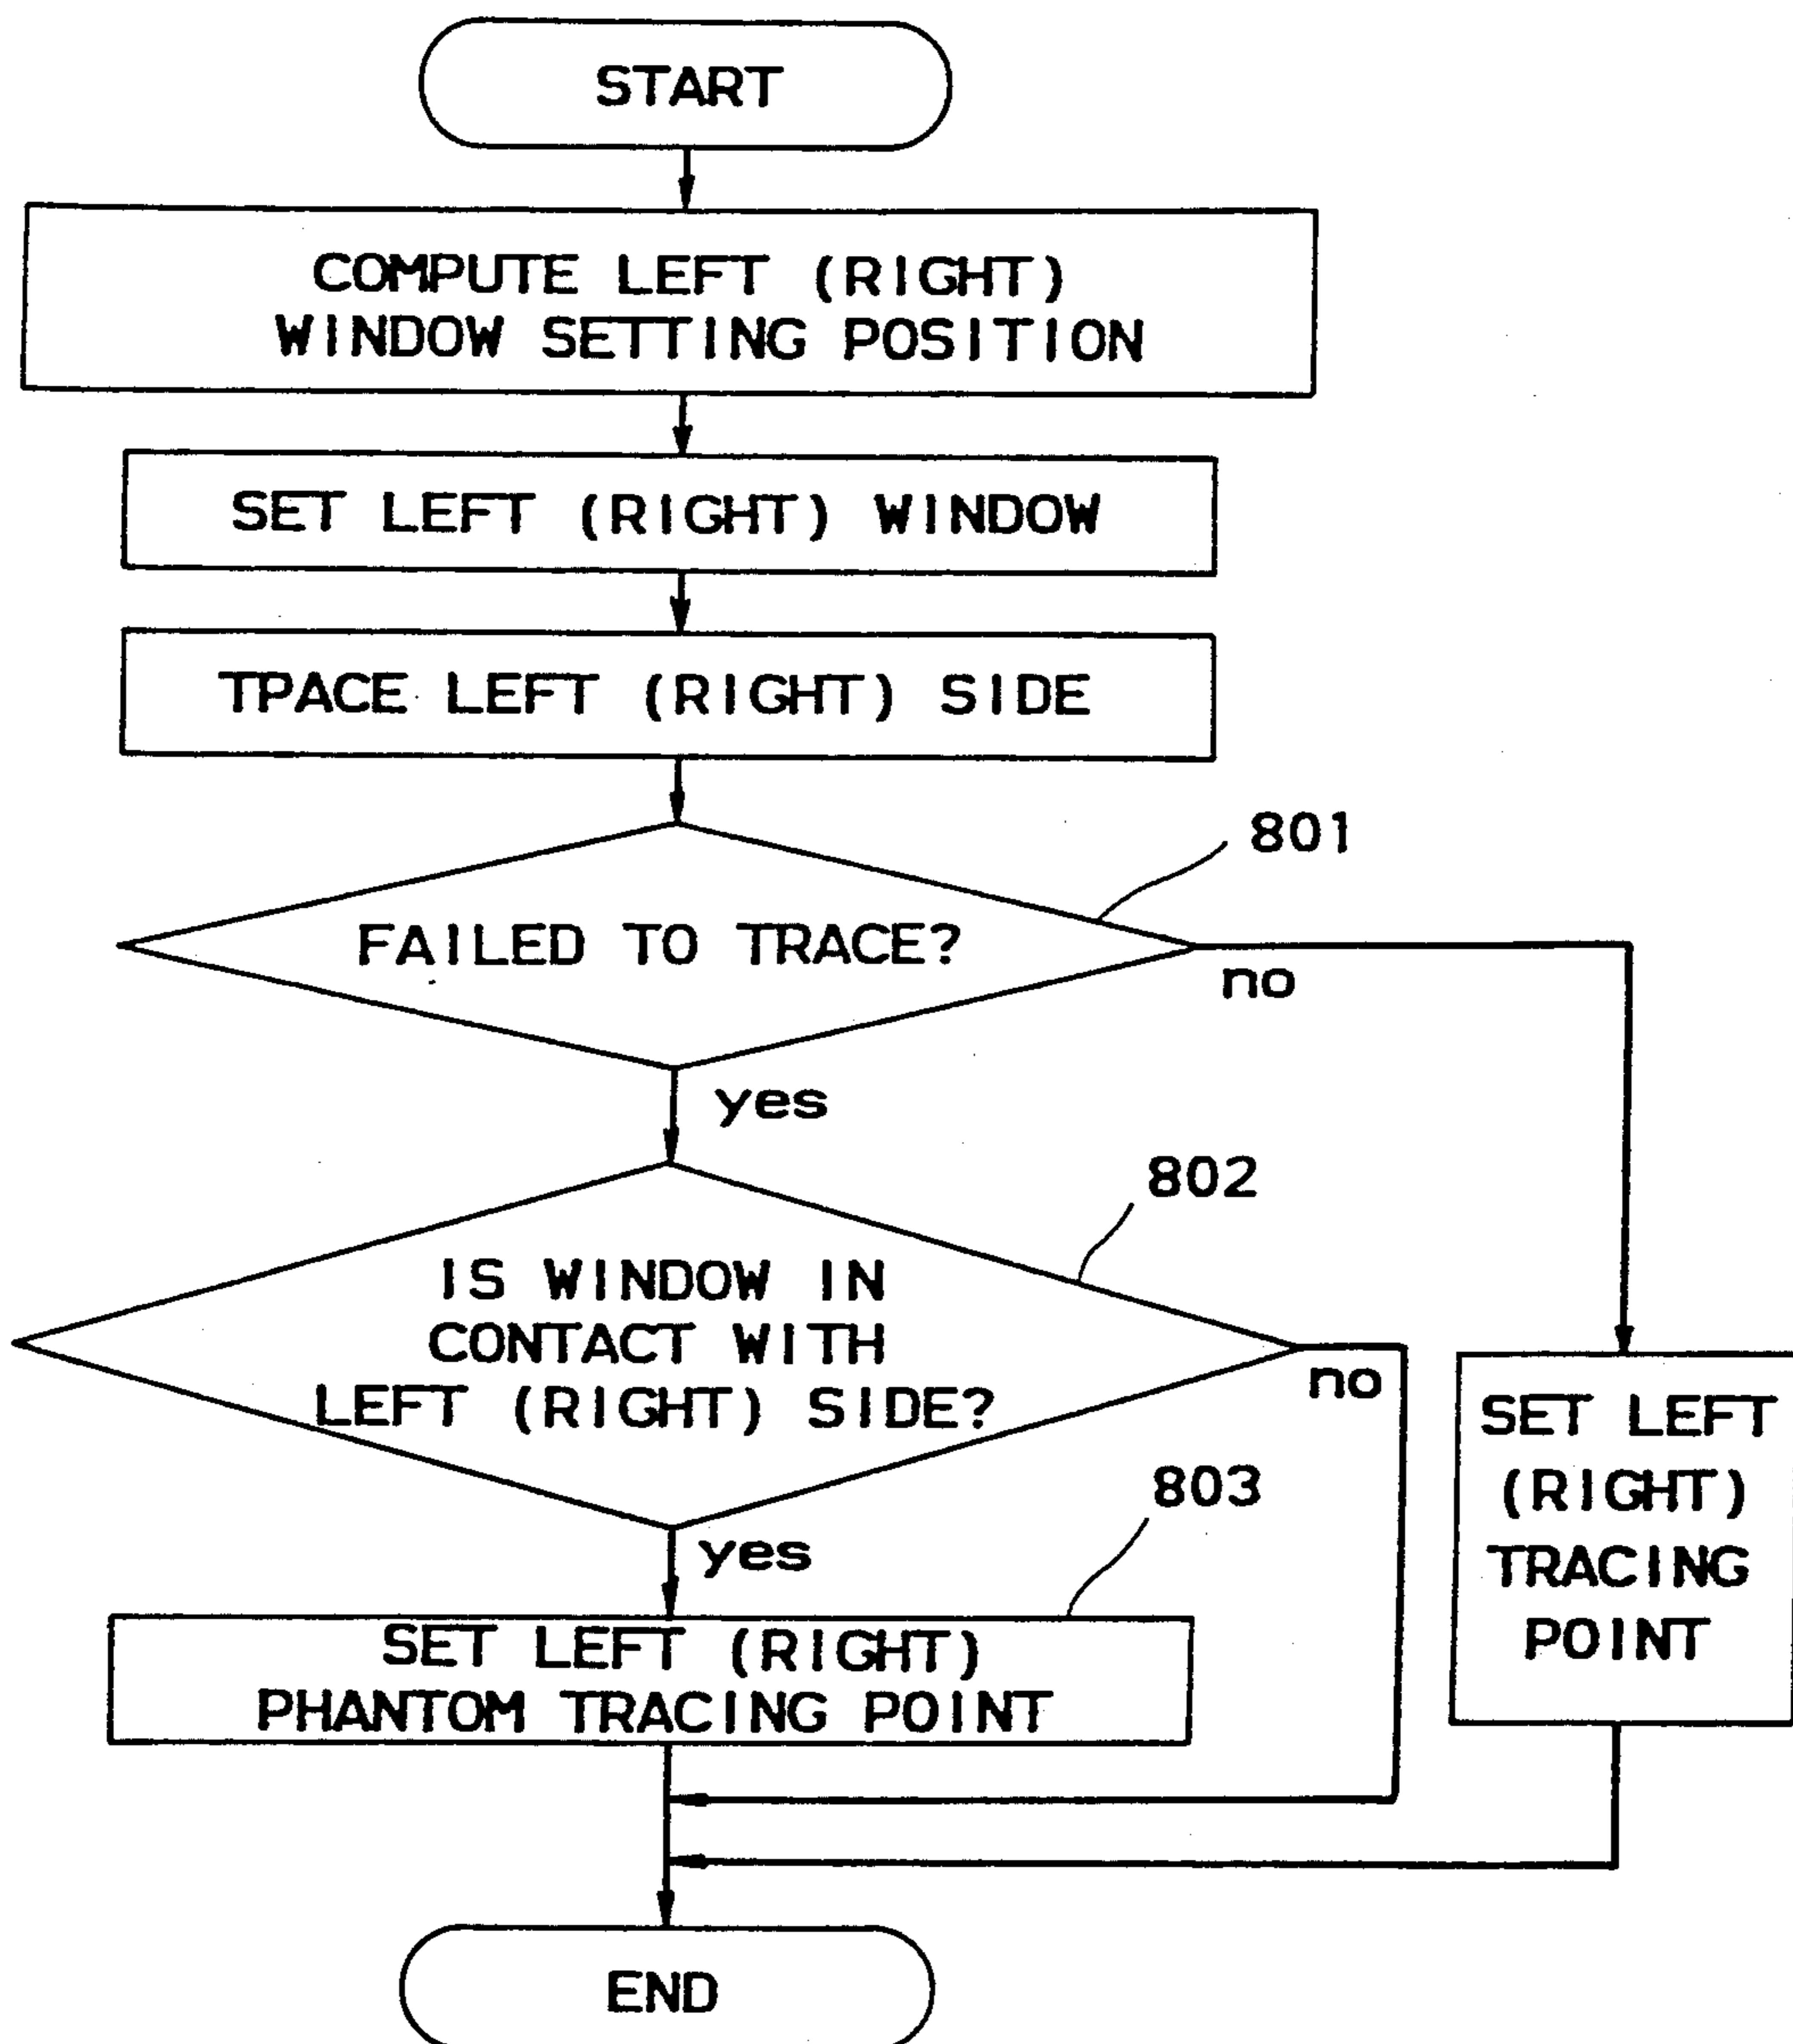 START
COMPUTE LEFT (RIGHT)
WINDOW SETTING POSITION
SET LEFT (RIGHT) WINDOW
TPACE LEFT (RIGHT) SIDE
801
FAILED TO TRACE?
no
yes
802
IS WINDOW IN
CONTACT WITH
LEFT (RIGHT) SIDE?
no
SET LEFT
(RIGHT)
TRACING
POINT
803
yes
SET LEFT (RIGHT)
PHANTOM TRACING POINT
END